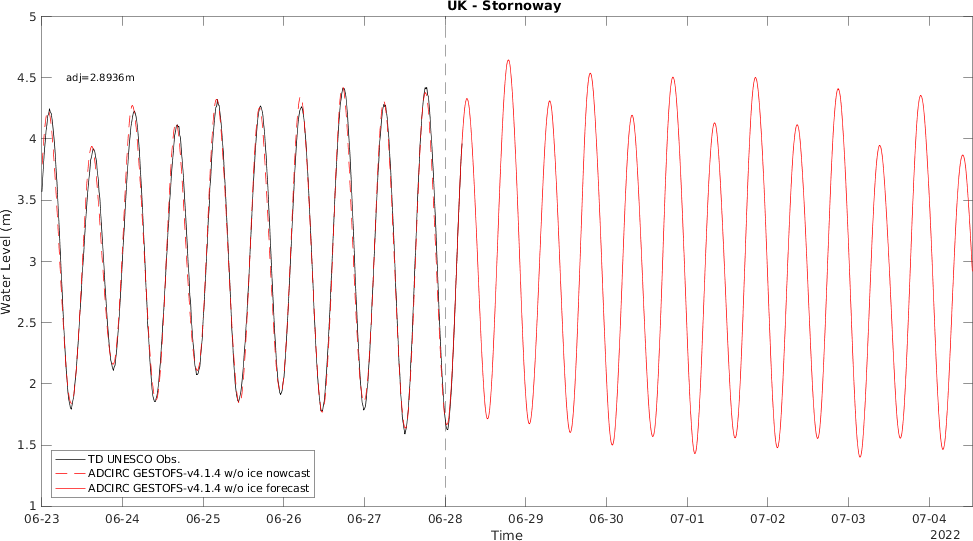 UK - Stornoway
5
4.5
4
3.5
3
2.5
2
1.5
1
Water Level (m)
adj=2.8936m
TD UNESCO Obs.
ADCIRC GESTOFS-v4.1.4 w/o ice nowcast
ADCIRC GESTOFS-v4.1.4 w/o ice forecast
06-23 06-24 06-25 06-26 06-27 06-28 06-29 06-30 07-01 07-02 07-03 07-04
Time
2022